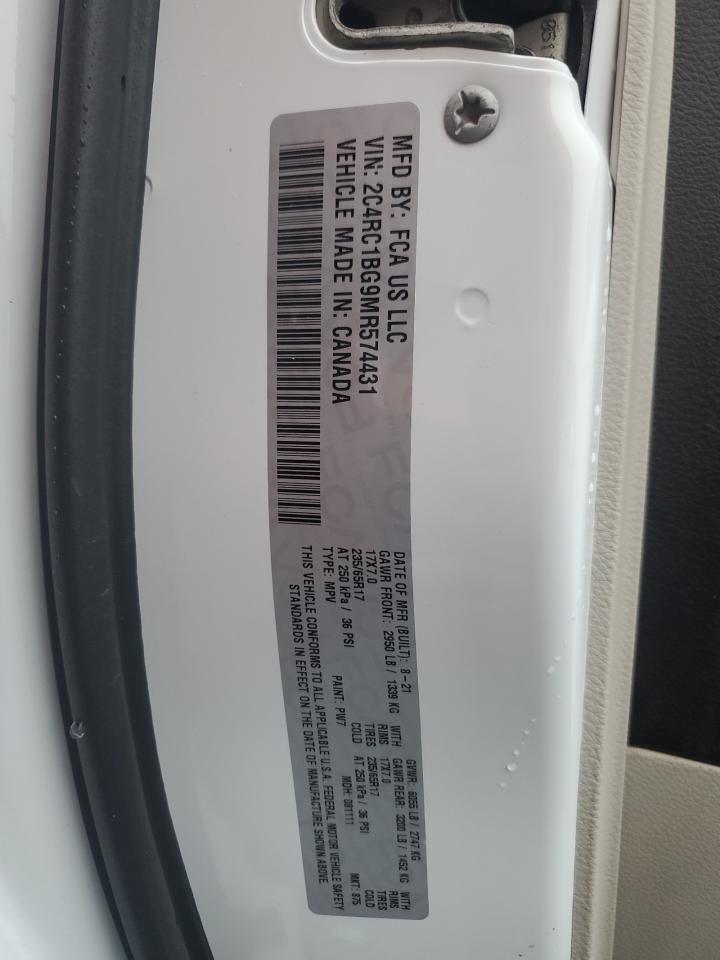 MFD BY: FCA US LLC
VIN: 2C4RC1BG9MR574431
VEHICLE MADE IN: CANADA
DATE OF MFR (BUILT): 8-21 GVWR: 6055 LB / 2747 KG
GAWR FRONT: 2950 LB / 1339 KG WITH GAWR REAR: 3200 LB / 1452 KG WITH
17X7.0 RIMS 17X7.0 RIMS
235/65R17 TIRES 235/65R17 TIRES
AT 250 kPa / 36 PSI COLD AT 250 kPa / 36 PSI COLD
TYPE: MPV PAINT: PW7 MDH: 081111 MKT: 875
THIS VEHICLE CONFORMS TO ALL APPLICABLE U.S.A. FEDERAL MOTOR VEHICLE SAFETY
STANDARDS IN EFFECT ON THE DATE OF MANUFACTURE SHOWN ABOVE